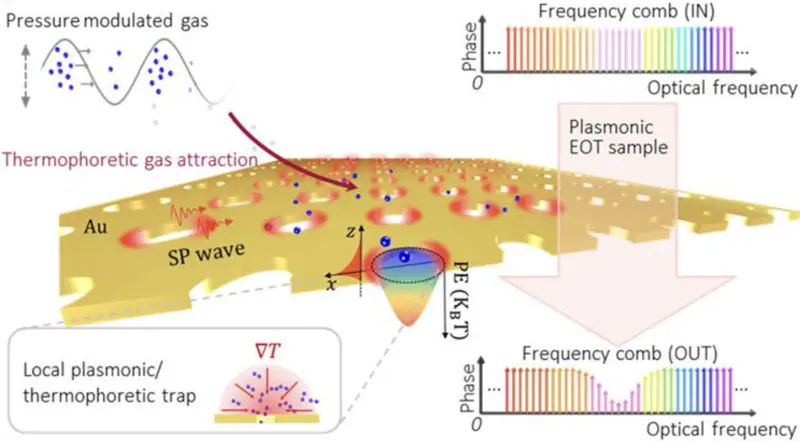 Pressure modulated gas
Thermophoretic gas attraction
Au
SP wave
z
x
PE (K_B T)
Local plasmonic/
thermophoretic trap
∇T
Frequency comb (IN)
Phase
...
...
0
Optical frequency
Plasmonic
EOT sample
Frequency comb (OUT)
Phase
...
...
0
Optical frequency